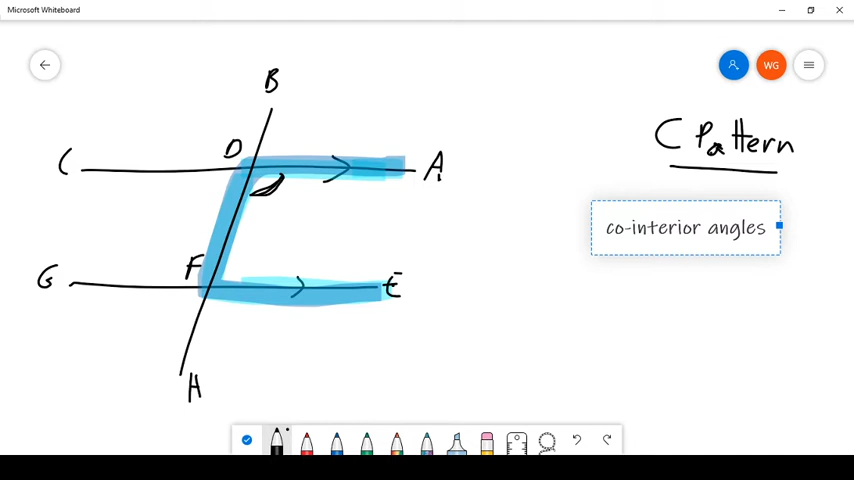 Microsoft Whiteboard
WG
B
C Pattern
D
C
A
co-interior angles
F
G
E
H